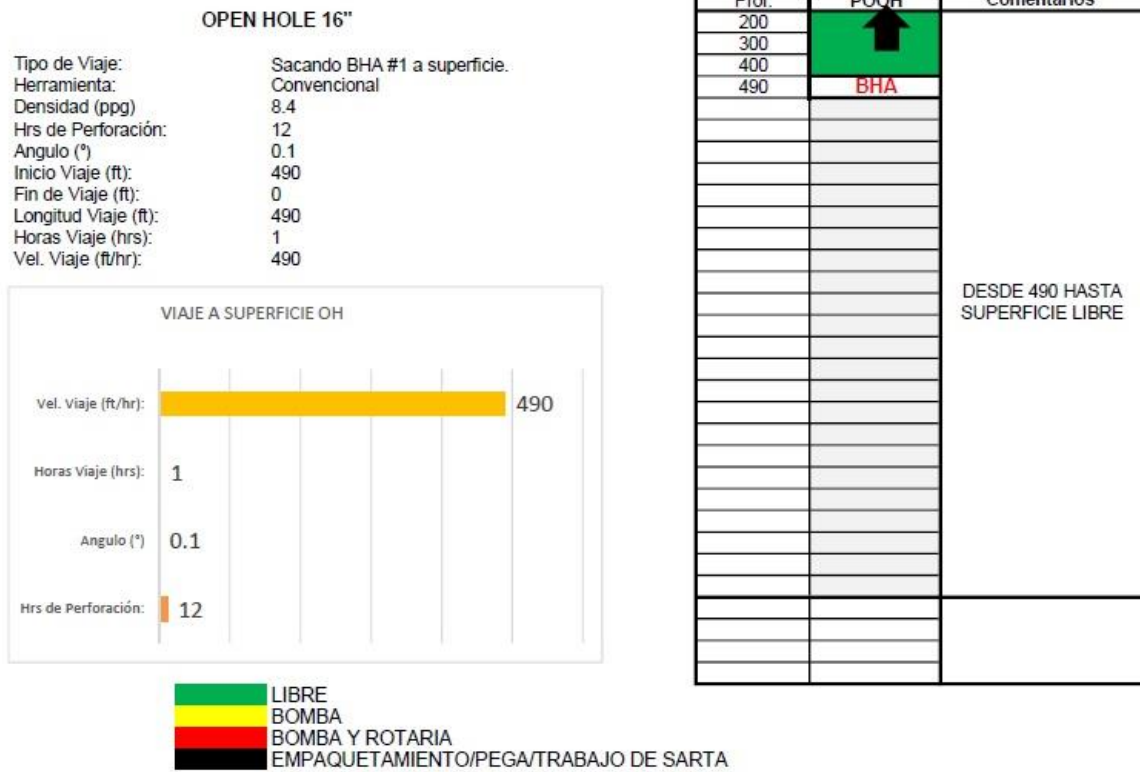 OPEN HOLE 16"
Tipo de Viaje: Sacando BHA #1 a superficie.
Herramienta: Convencional
Densidad (ppg) 8.4
Hrs de Perforación: 12
Angulo (º) 0.1
Inicio Viaje (ft): 490
Fin de Viaje (ft): 0
Longitud Viaje (ft): 490
Horas Viaje (hrs): 1
Vel. Viaje (ft/hr): 490
VIAJE A SUPERFICIE OH
Vel. Viaje (ft/hr): 490
Horas Viaje (hrs): 1
Angulo (º) 0.1
Hrs de Perforación: 12
LIBRE
BOMBA
BOMBA Y ROTARIA
EMPAQUETAMIENTO/PEGA/TRABAJO DE SARTA
Prof. POOH Comentarios
200
300
400
490 BHA
DESDE 490 HASTA
SUPERFICIE LIBRE